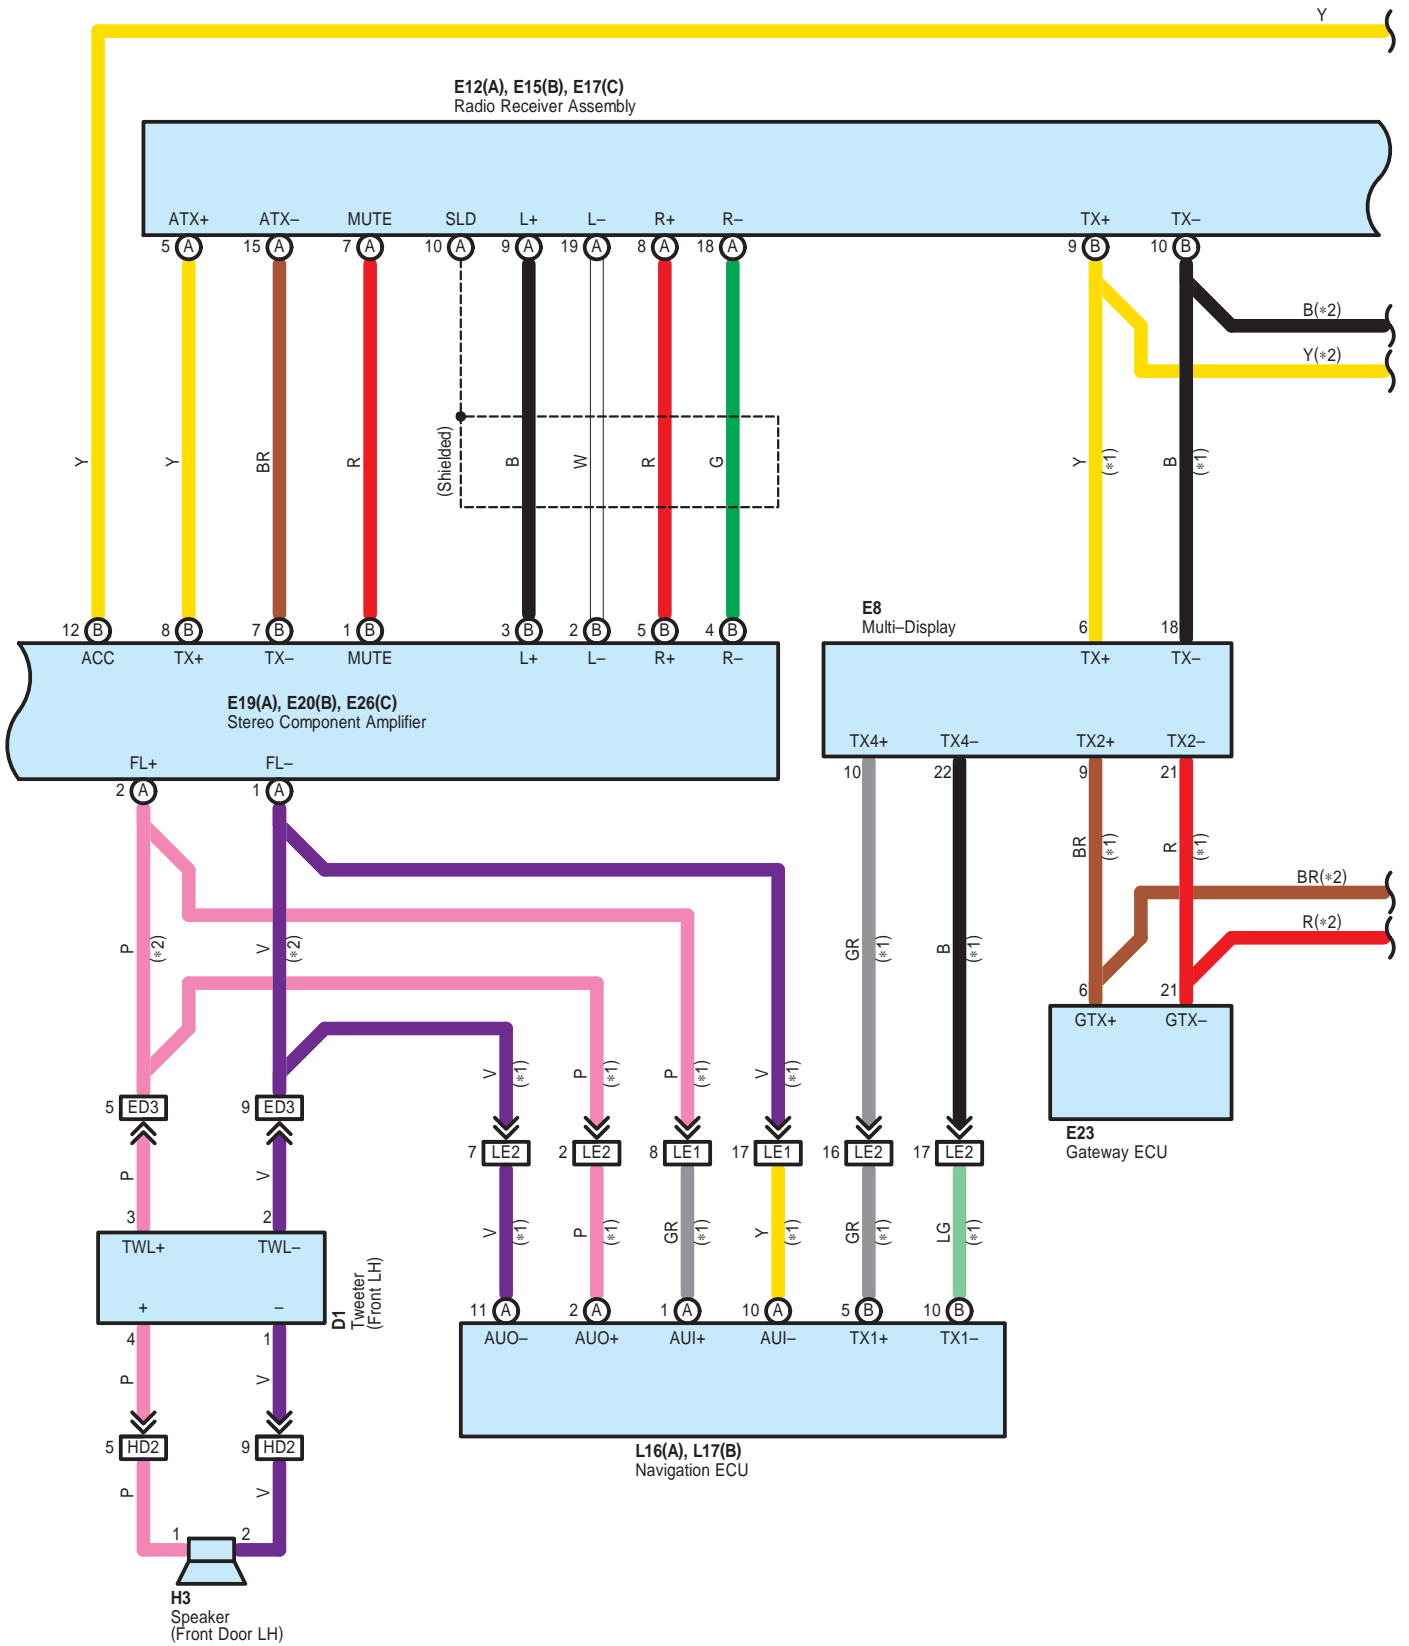 Y
E12(A), E15(B), E17(C)
Radio Receiver Assembly
ATX+ ATX– MUTE SLD L+ L– R+ R– TX+ TX–
5 A 15 A 7 A 10 A 9 A 19 A 8 A 18 A 9 B 10 B
B(∗2)
Y(∗2)
Y Y BR R (Shielded) B W R G Y (∗1) B (∗1)
E8
Multi–Display
12 B 8 B 7 B 1 B 3 B 2 B 5 B 4 B 6 18
ACC TX+ TX– MUTE L+ L– R+ R– TX+ TX–
E19(A), E20(B), E26(C)
Stereo Component Amplifier
TX4+ TX4– TX2+ TX2–
FL+ FL–
10 22 9 21
2 A 1 A
BR (∗1) R (∗1)
BR(∗2)
R(∗2)
P (∗2) V (∗2) GR (∗1) B (∗1)
6 21
GTX+ GTX–
V (∗1) P (∗1) P (∗1) V (∗1)
5 ED3 9 ED3
E23
Gateway ECU
7 LE2 2 LE2 8 LE1 17 LE1 16 LE2 17 LE2
P V
3 2
TWL+ TWL–
V (∗1) P (∗1) GR (∗1) Y (∗1) GR (∗1) LG (∗1)
+ –
D1
Tweeter
(Front LH)
11 A 2 A 1 A 10 A 5 B 10 B
4 1
AUO– AUO+ AUI+ AUI– TX1+ TX1–
P V
5 HD2 9 HD2
L16(A), L17(B)
Navigation ECU
P V
1 2
H3
Speaker
(Front Door LH)